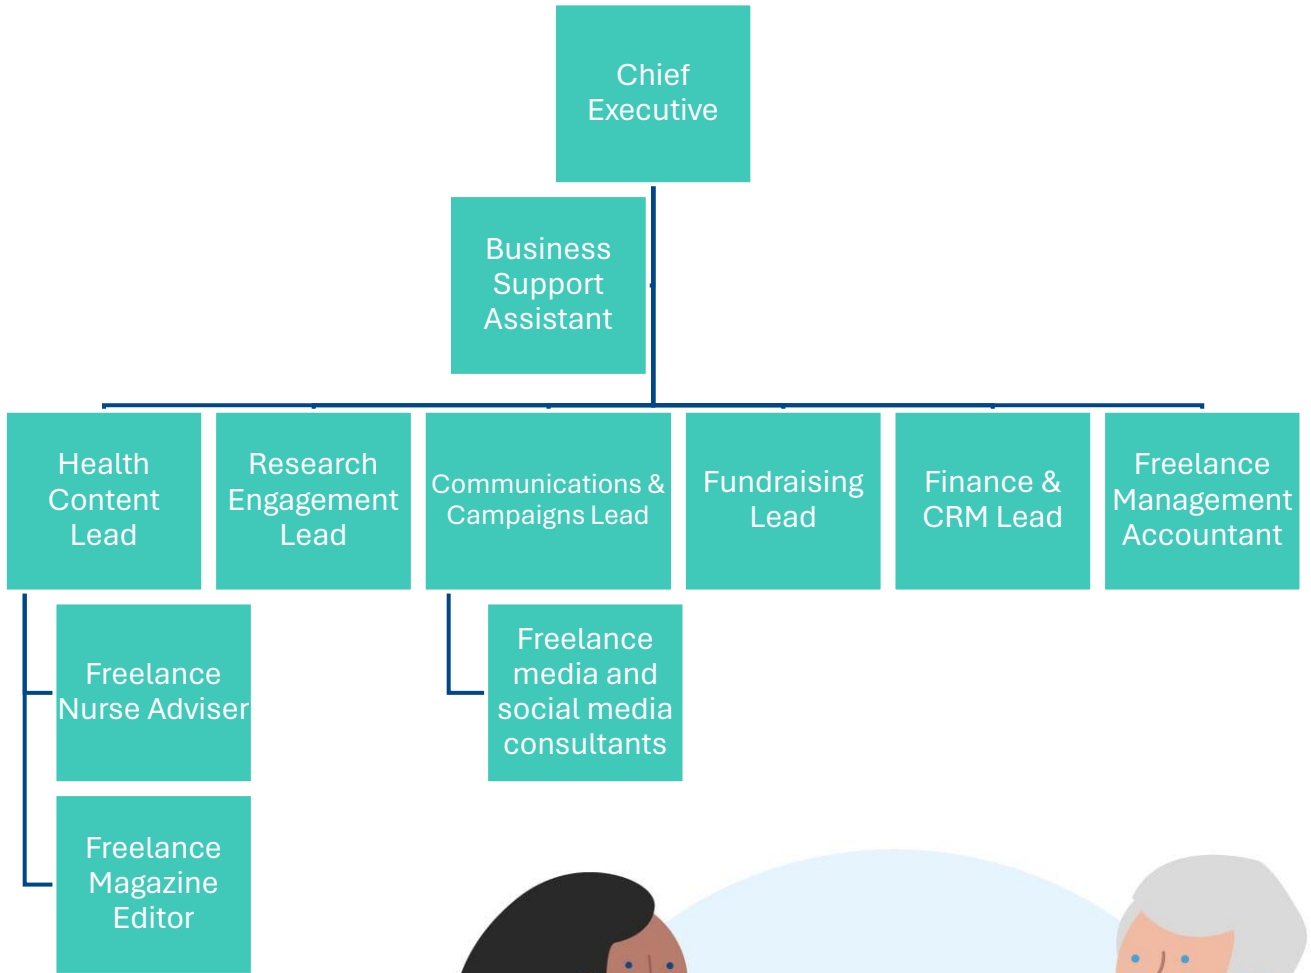 Chief
Executive
Business
Support
Assistant
Health
Content
Lead
Research
Engagement
Lead
Communications &
Campaigns Lead
Fundraising
Lead
Finance &
CRM Lead
Freelance
Management
Accountant
Freelance
Nurse Adviser
Freelance
media and
social media
consultants
Freelance
Magazine
Editor